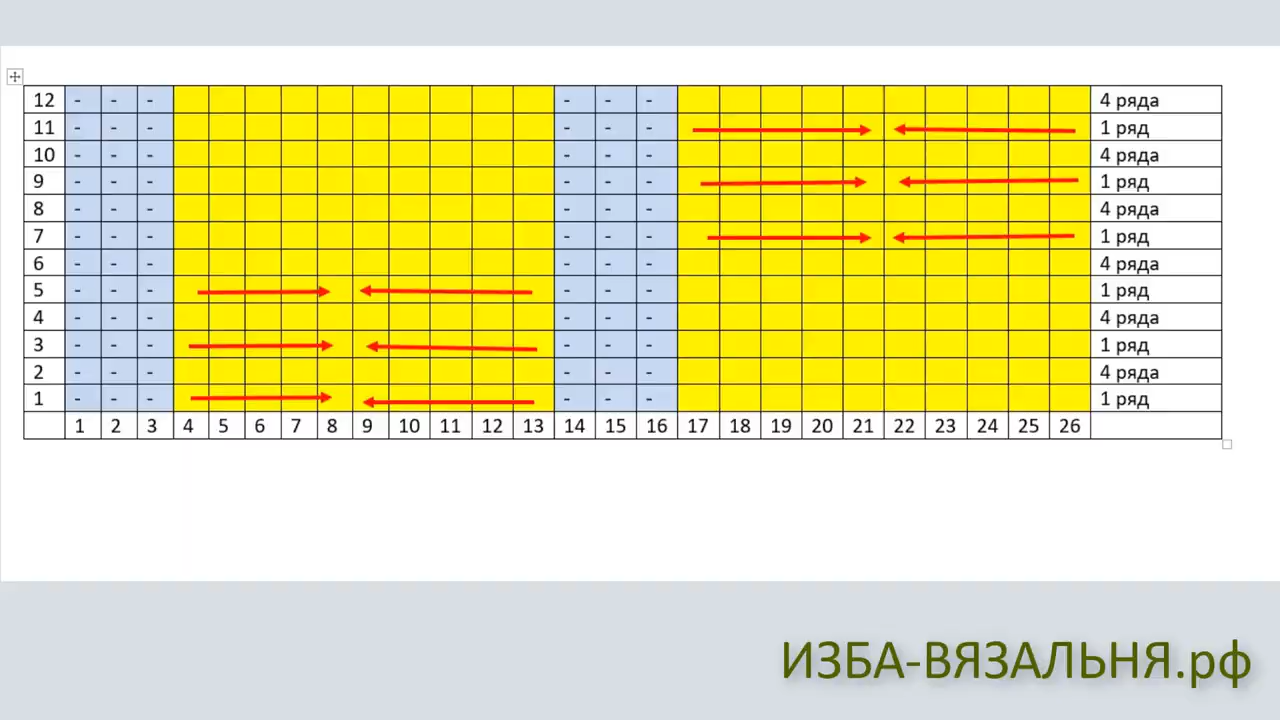 12 - - - - - - 4 ряда
11 - - - - - - 1 ряд
10 - - - - - - 4 ряда
9 - - - - - - 1 ряд
8 - - - - - - 4 ряда
7 - - - - - - 1 ряд
6 - - - - - - 4 ряда
5 - - - - - - 1 ряд
4 - - - - - - 4 ряда
3 - - - - - - 1 ряд
2 - - - - - - 4 ряда
1 - - - - - - 1 ряд
1 2 3 4 5 6 7 8 9 10 11 12 13 14 15 16 17 18 19 20 21 22 23 24 25 26
ИЗБА-ВЯЗАЛЬНЯ.рф